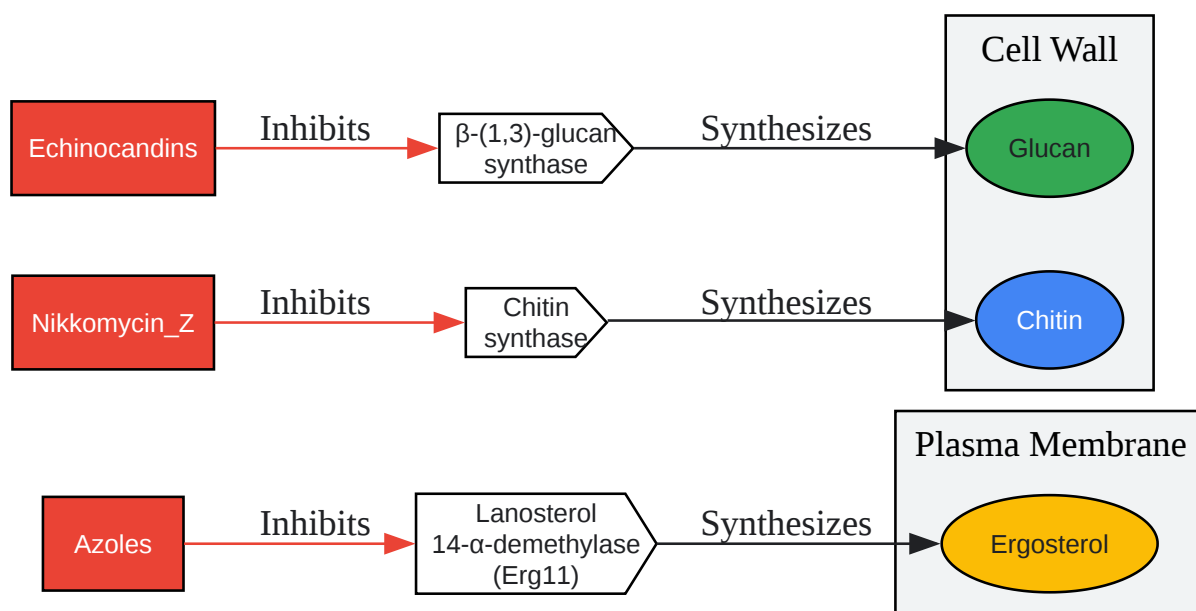 Cell Wall
Echinocandins
Inhibits
β-(1,3)-glucan
synthase
Synthesizes
Glucan
Nikkomycin_Z
Inhibits
Chitin
synthase
Synthesizes
Chitin
Plasma Membrane
Azoles
Inhibits
Lanosterol
14-α-demethylase
(Erg11)
Synthesizes
Ergosterol